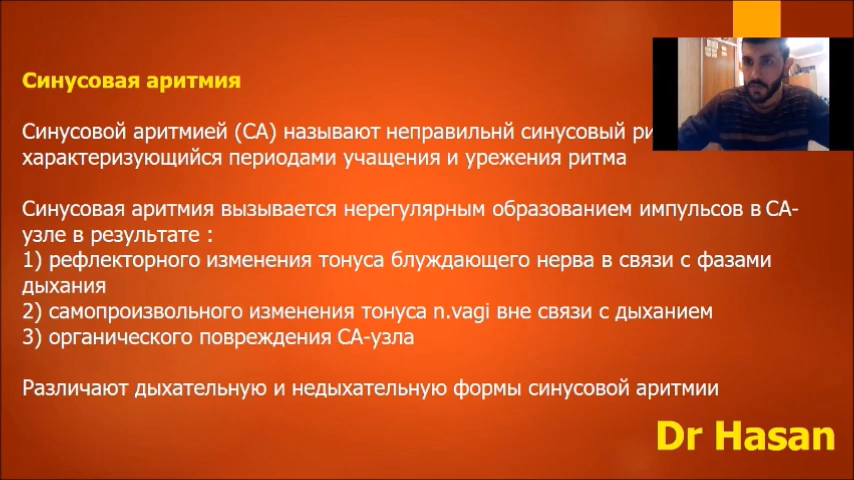 Синусовая аритмия
Синусовой аритмией (СА) называют неправильнй синусовый
характеризующийся периодами учащения и урежения ритма
Синусовая аритмия вызывается нерегулярным образованием импульсов в СА-
узле в результате :
1) рефлекторного изменения тонуса блуждающего нерва в связи с фазами
дыхания
2) самопроизвольного изменения тонуса n.vagi вне связи с дыханием
3) органического повреждения СА-узла
Различают дыхательную и недыхательную формы синусовой аритмии
Dr Hasan